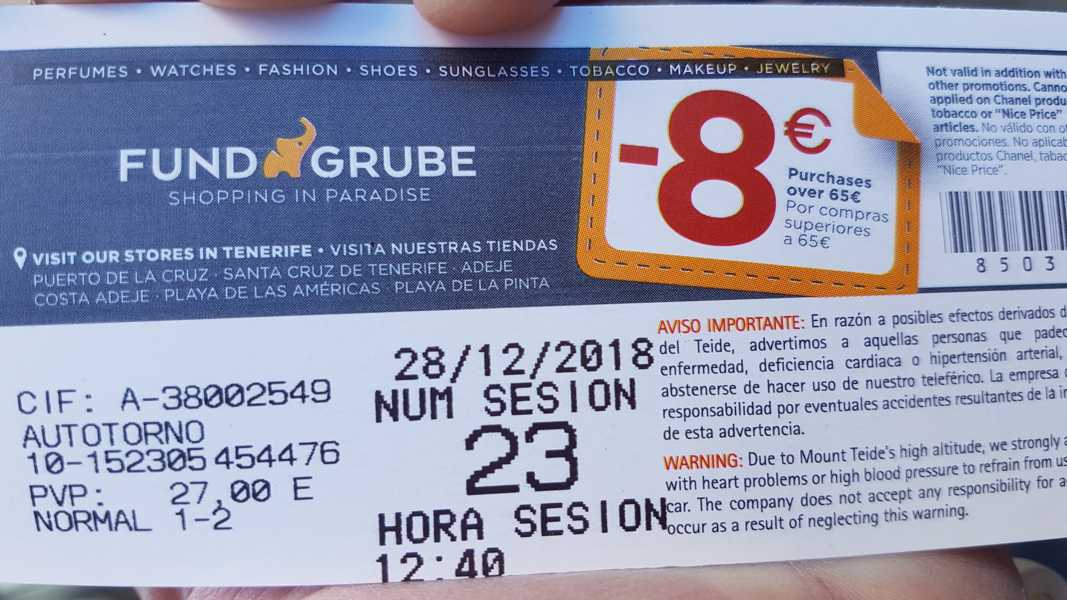 PERFUMES • WATCHES • FASHION • SHOES • SUNGLASSES • TOBACCO • MAKEUP • JEWELRY
FUND GRUBE
SHOPPING IN PARADISE
VISIT OUR STORES IN TENERIFE • VISITA NUESTRAS TIENDAS
PUERTO DE LA CRUZ · SANTA CRUZ DE TENERIFE · ADEJE
COSTA ADEJE · PLAYA DE LAS AMÉRICAS · PLAYA DE LA PINTA
-8€
Purchases
over 65€
Por compras
superiores
a 65€
Not valid in addition with
other promotions.
applied on Chanel
tobacco or "Nice Price"
articles. No válido con
promociones. No
productos Chanel,
"Nice Price".
8503
CIF: A-38002549
AUTOTORNO
10-152305454476
PVP: 27,00 E
NORMAL 1-2
28/12/2018
NUM SESION
23
HORA SESION
12:40
AVISO IMPORTANTE: En razón a posibles efectos derivados
del Teide, advertimos a aquellas personas que
enfermedad, deficiencia cardiaca o hipertensión arterial,
abstenerse de hacer uso de nuestro teleférico. La empresa
responsabilidad por eventuales accidentes resultantes de la
de esta advertencia.
WARNING: Due to Mount Teide's high altitude, we strongly
with heart problems or high blood pressure to refrain from
car. The company does not accept any responsibility for
occur as a result of neglecting this warning.